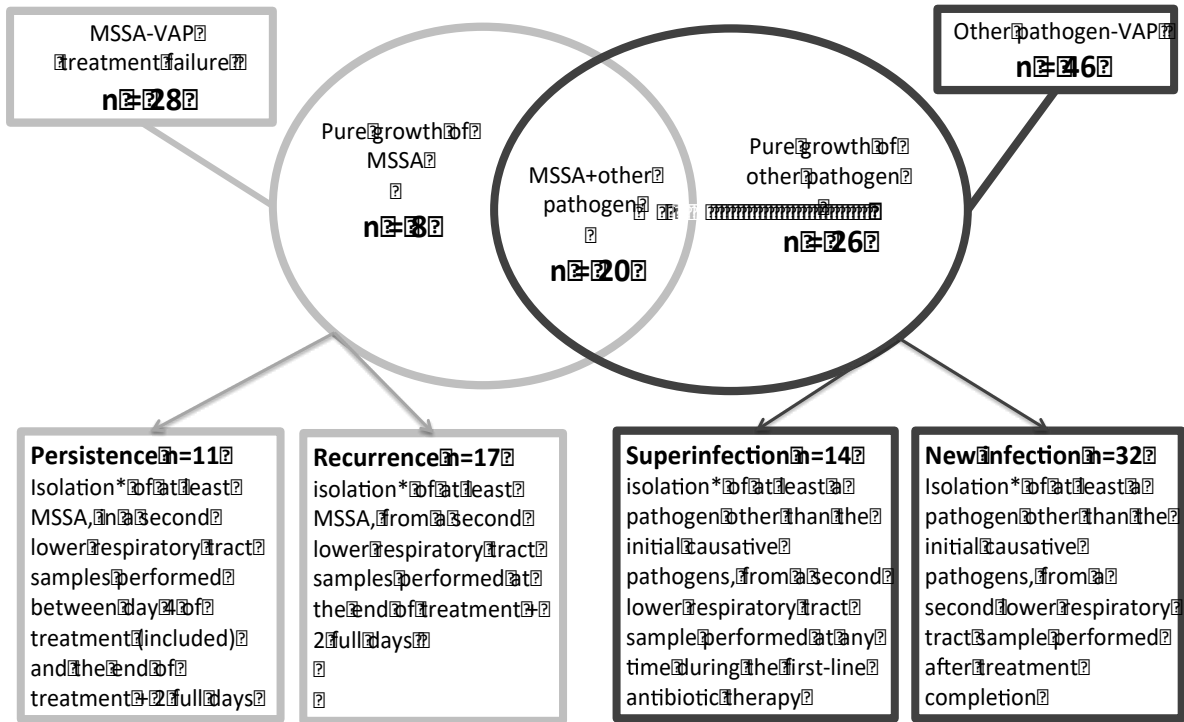 MSSA-VAP
treatment failure
n = 28
Other pathogen-VAP
n = 46
Pure growth of
MSSA
n = 8
MSSA+other
pathogen
n = 20
Pure growth of
other pathogen
n = 26
Persistence n=11
Isolation* of at least
MSSA, in a second
lower respiratory tract
samples performed
between day 4 of
treatment (included)
and the end of
treatment + 2 full days
Recurrence n=17
isolation* of at least
MSSA, from a second
lower respiratory tract
samples performed at
the end of treatment +
2 full days
Superinfection n=14
isolation* of at least a
pathogen other than the
initial causative
pathogens, from a second
lower respiratory tract
sample performed at any
time during the first-line
antibiotic therapy
New infection n=32
Isolation* of at least a
pathogen other than the
initial causative
pathogens, from a
second lower respiratory
tract sample performed
after treatment
completion